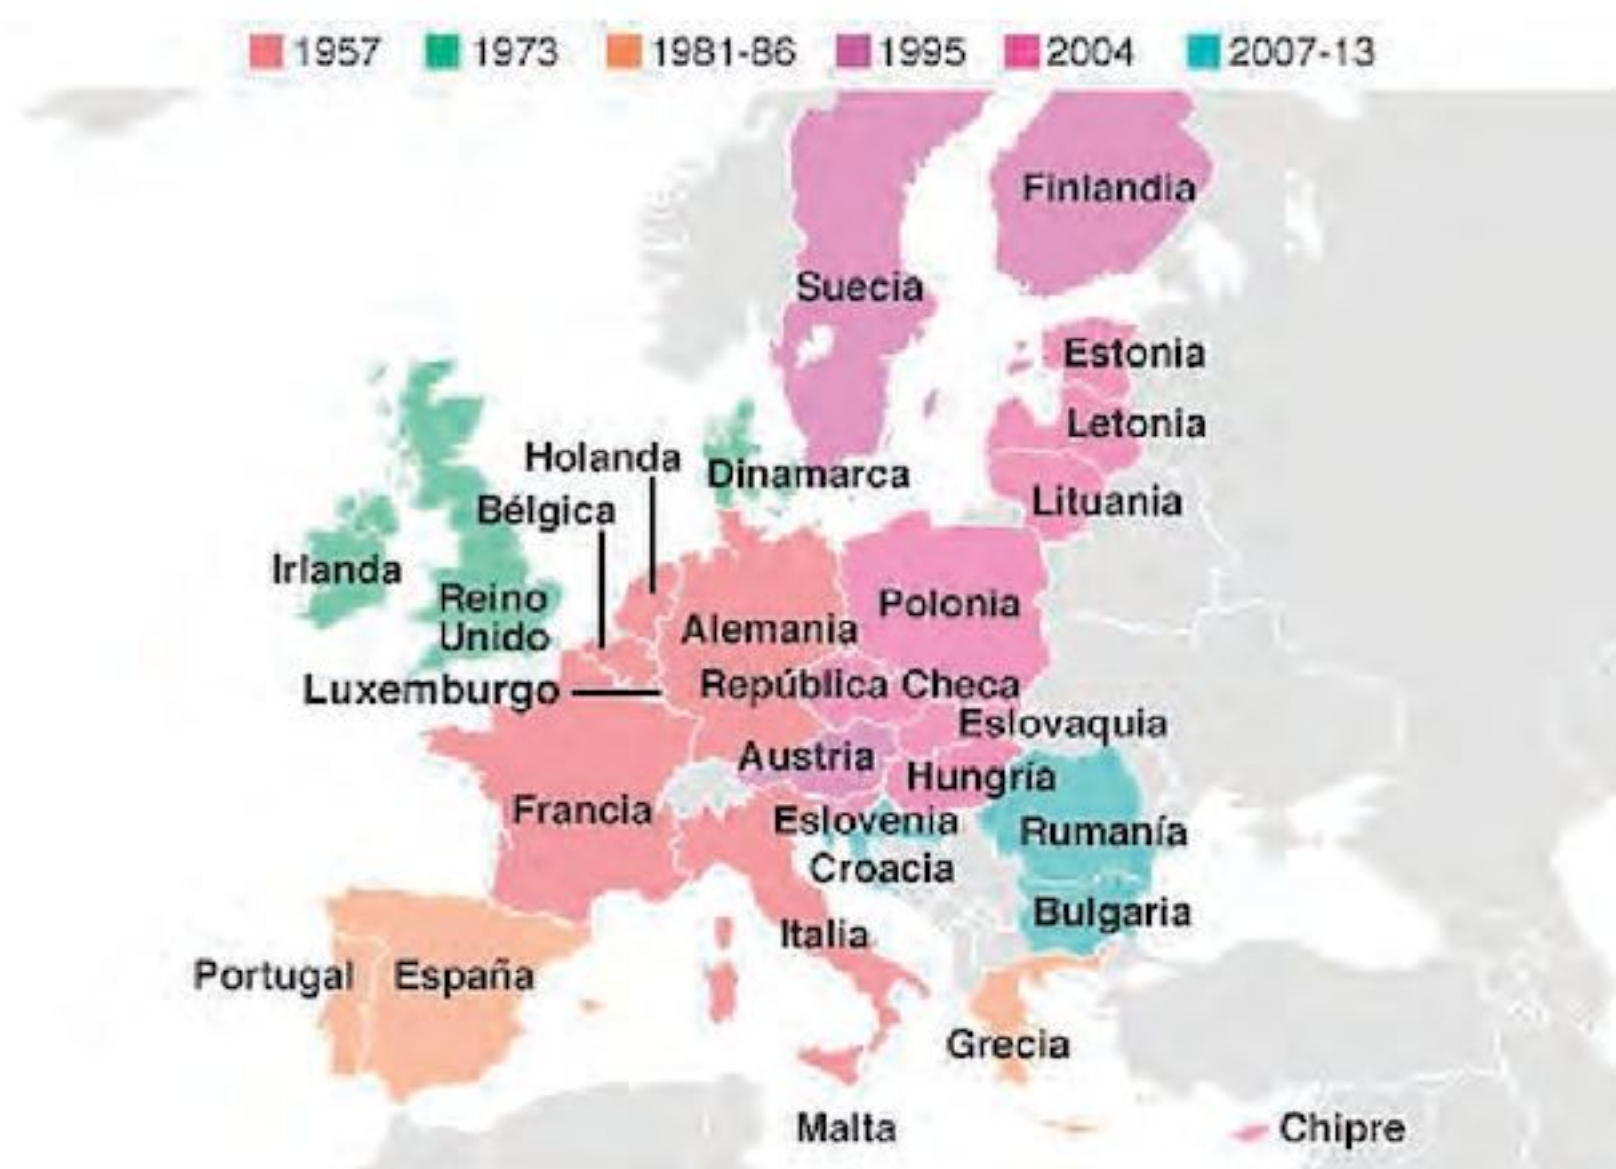 1957 1973 1981-86 1995 2004 2007-13
Finlandia
Suecia
Estonia
Letonia
Holanda
Dinamarca
Bélgica
Lituania
Irlanda
Reino
Unido
Polonia
Alemania
Luxemburgo
República Checa
Eslovaquia
Austria
Hungría
Francia
Eslovenia
Rumanía
Croacia
Bulgaria
Italia
Portugal
España
Grecia
Malta
Chipre